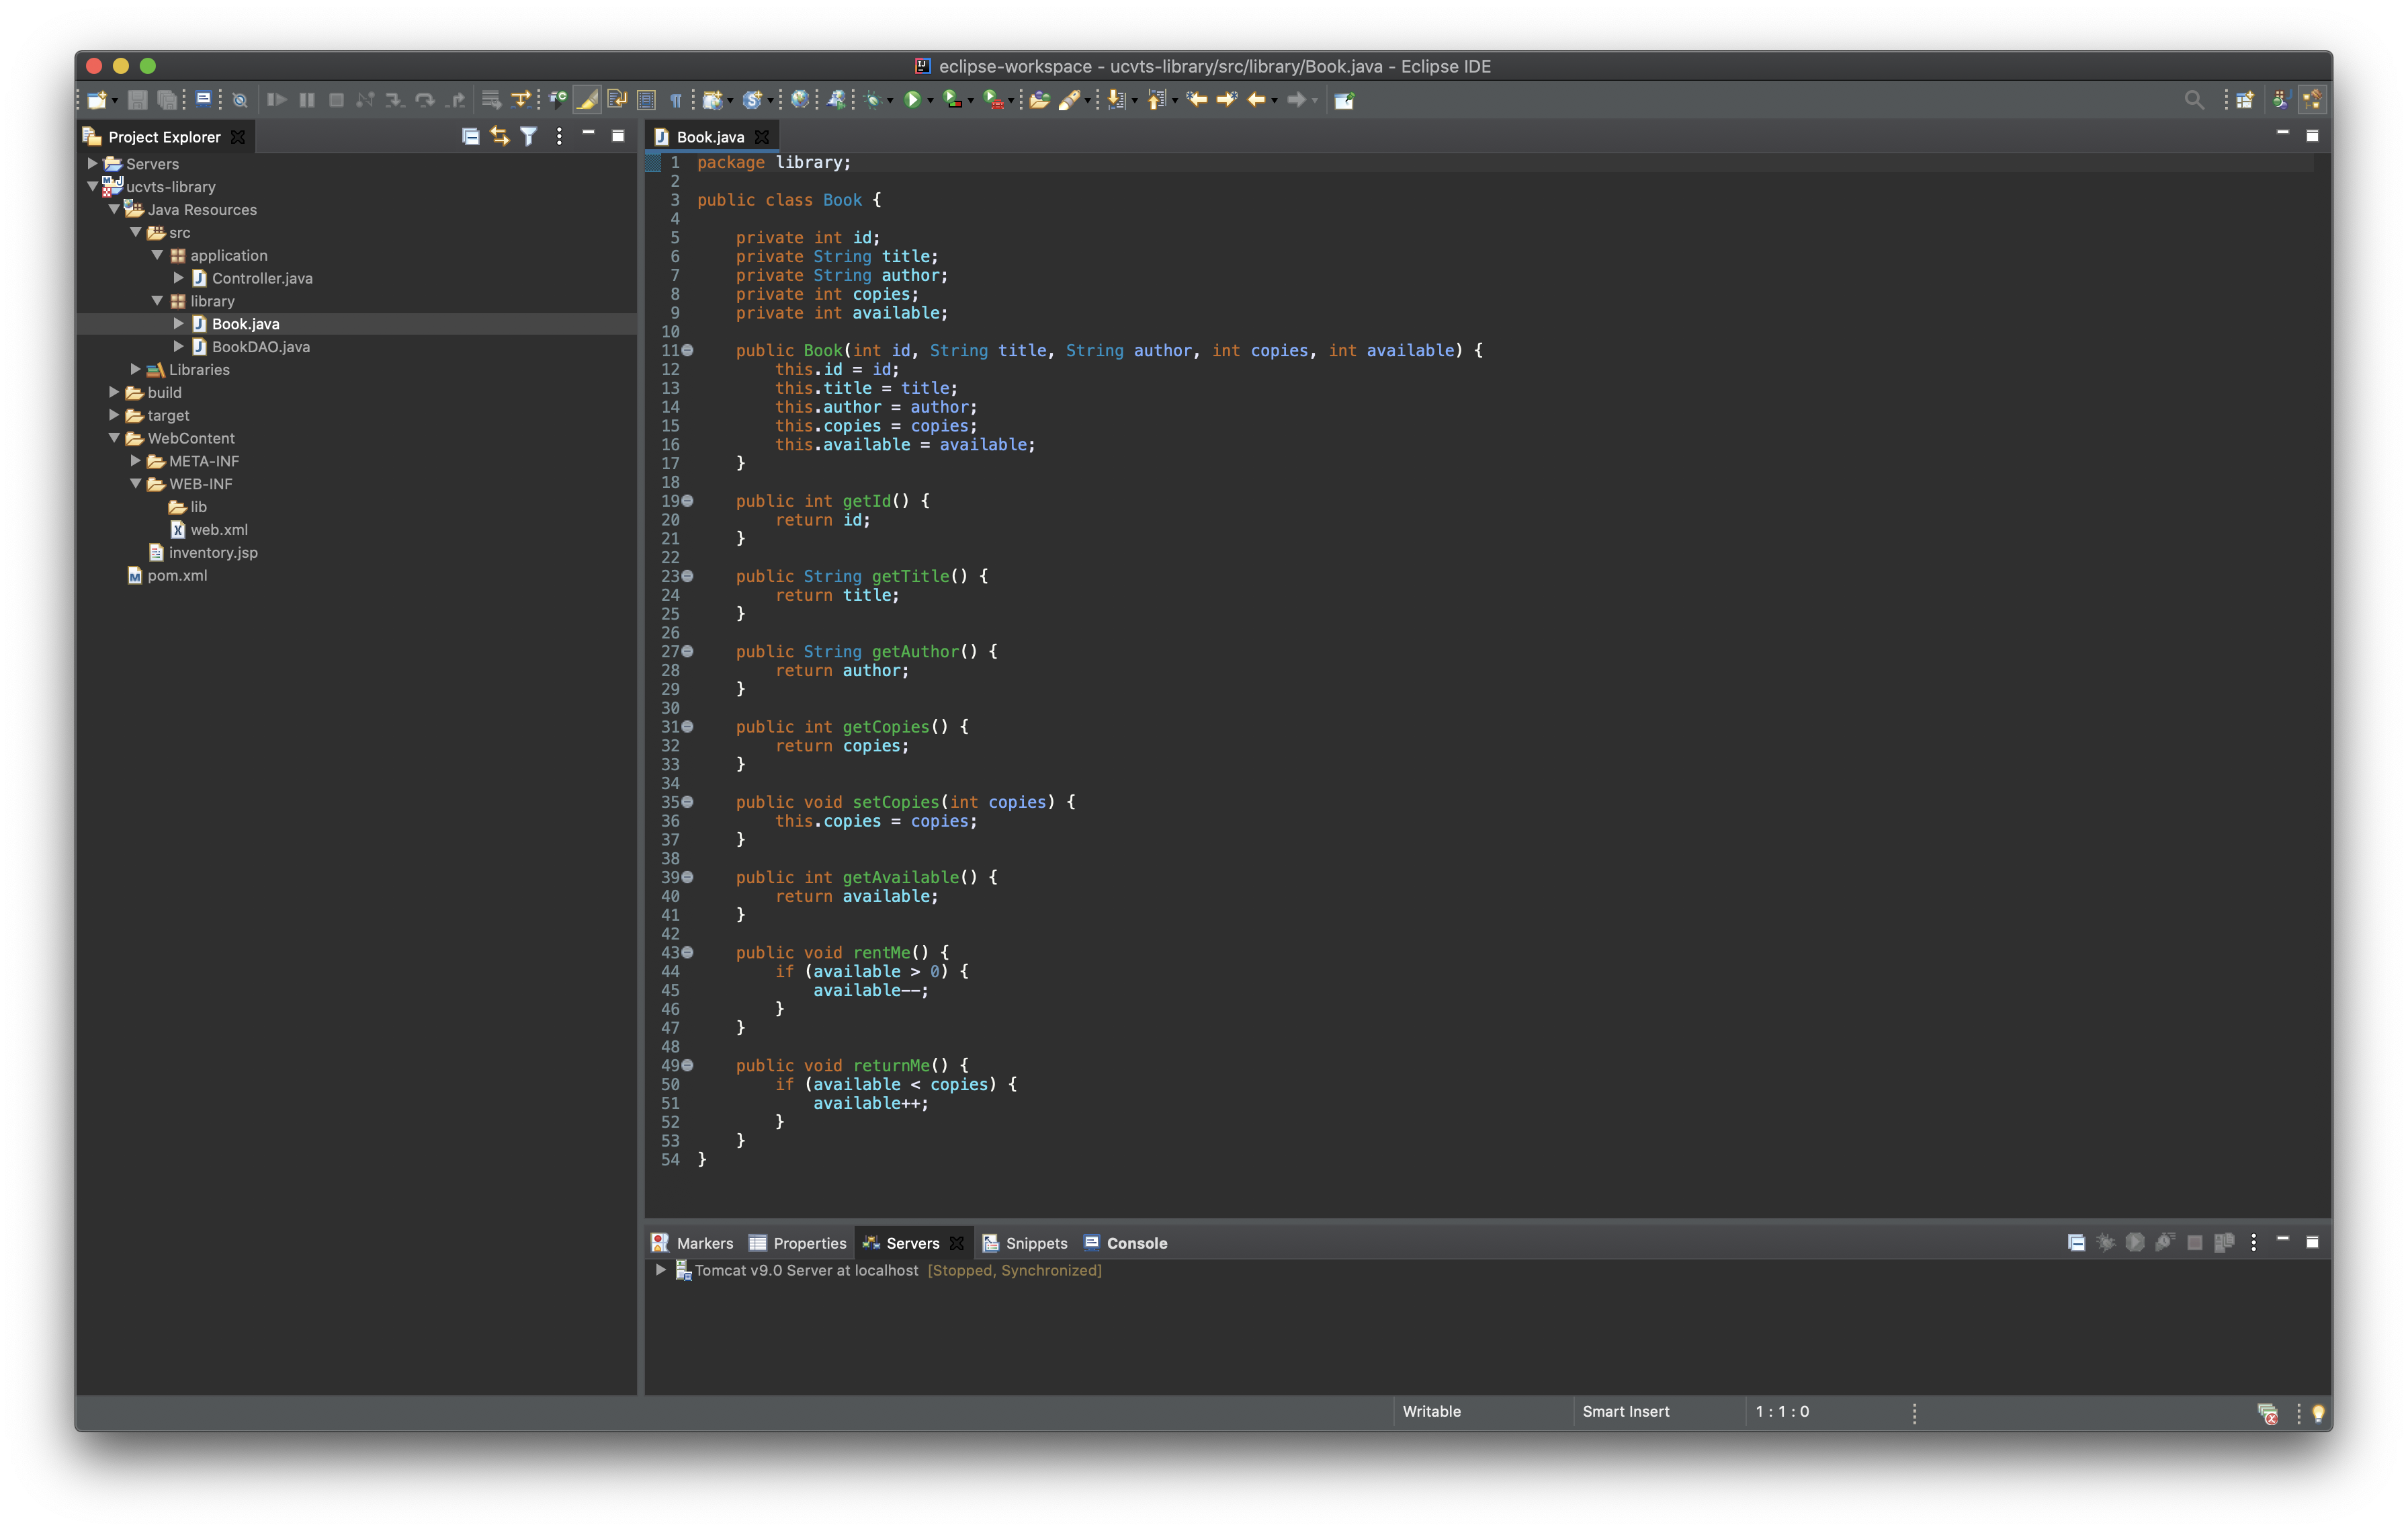 eclipse-workspace - ucvts-library/src/library/Book.java - Eclipse IDE
Project Explorer
Servers
ucvts-library
Java Resources
src
application
Controller.java
library
Book.java
BookDAO.java
Libraries
build
target
WebContent
META-INF
WEB-INF
lib
web.xml
inventory.jsp
pom.xml
Book.java
1 package library;
2
3 public class Book {
4
5     private int id;
6     private String title;
7     private String author;
8     private int copies;
9     private int available;
10
11     public Book(int id, String title, String author, int copies, int available) {
12         this.id = id;
13         this.title = title;
14         this.author = author;
15         this.copies = copies;
16         this.available = available;
17     }
18
19     public int getId() {
20         return id;
21     }
22
23     public String getTitle() {
24         return title;
25     }
26
27     public String getAuthor() {
28         return author;
29     }
30
31     public int getCopies() {
32         return copies;
33     }
34
35     public void setCopies(int copies) {
36         this.copies = copies;
37     }
38
39     public int getAvailable() {
40         return available;
41     }
42
43     public void rentMe() {
44         if (available > 0) {
45             available--;
46         }
47     }
48
49     public void returnMe() {
50         if (available < copies) {
51             available++;
52         }
53     }
54 }
Markers Properties Servers Snippets Console
Tomcat v9.0 Server at localhost [Stopped, Synchronized]
Writable Smart Insert 1 : 1 : 0